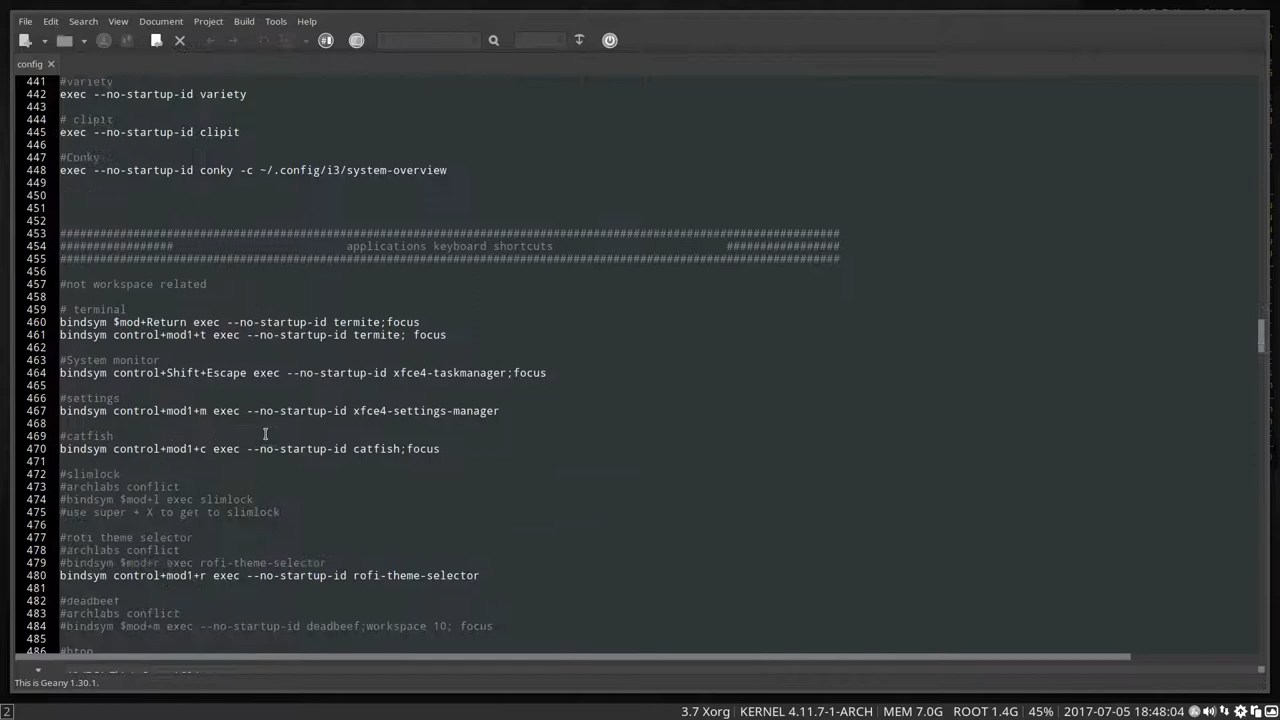 File Edit Search View Document Project Build Tools Help
config
441 #variety
442 exec --no-startup-id variety
443
444 # clipit
445 exec --no-startup-id clipit
446
447 #Conky
448 exec --no-startup-id conky -c ~/.config/i3/system-overview
449
450
451
452
453 #####################################################################################################################
454 ################# applications keyboard shortcuts #################
455 #####################################################################################################################
456
457 #not workspace related
458
459 # terminal
460 bindsym $mod+Return exec --no-startup-id termite;focus
461 bindsym control+mod1+t exec --no-startup-id termite; focus
462
463 #System monitor
464 bindsym control+Shift+Escape exec --no-startup-id xfce4-taskmanager;focus
465
466 #settings
467 bindsym control+mod1+m exec --no-startup-id xfce4-settings-manager
468
469 #catfish
470 bindsym control+mod1+c exec --no-startup-id catfish;focus
471
472 #slimlock
473 #archlabs conflict
474 #bindsym $mod+l exec slimlock
475 #use super + X to get to slimlock
476
477 #rofi theme selector
478 #archlabs conflict
479 #bindsym $mod+r exec rofi-theme-selector
480 bindsym control+mod1+r exec --no-startup-id rofi-theme-selector
481
482 #deadbeef
483 #archlabs conflict
484 #bindsym $mod+m exec --no-startup-id deadbeef;workspace 10; focus
485
486 #htop
This is Geany 1.30.1.
2 3.7 Xorg KERNEL 4.11.7-1-ARCH MEM 7.0G ROOT 1.4G 45% 2017-07-05 18:48:04